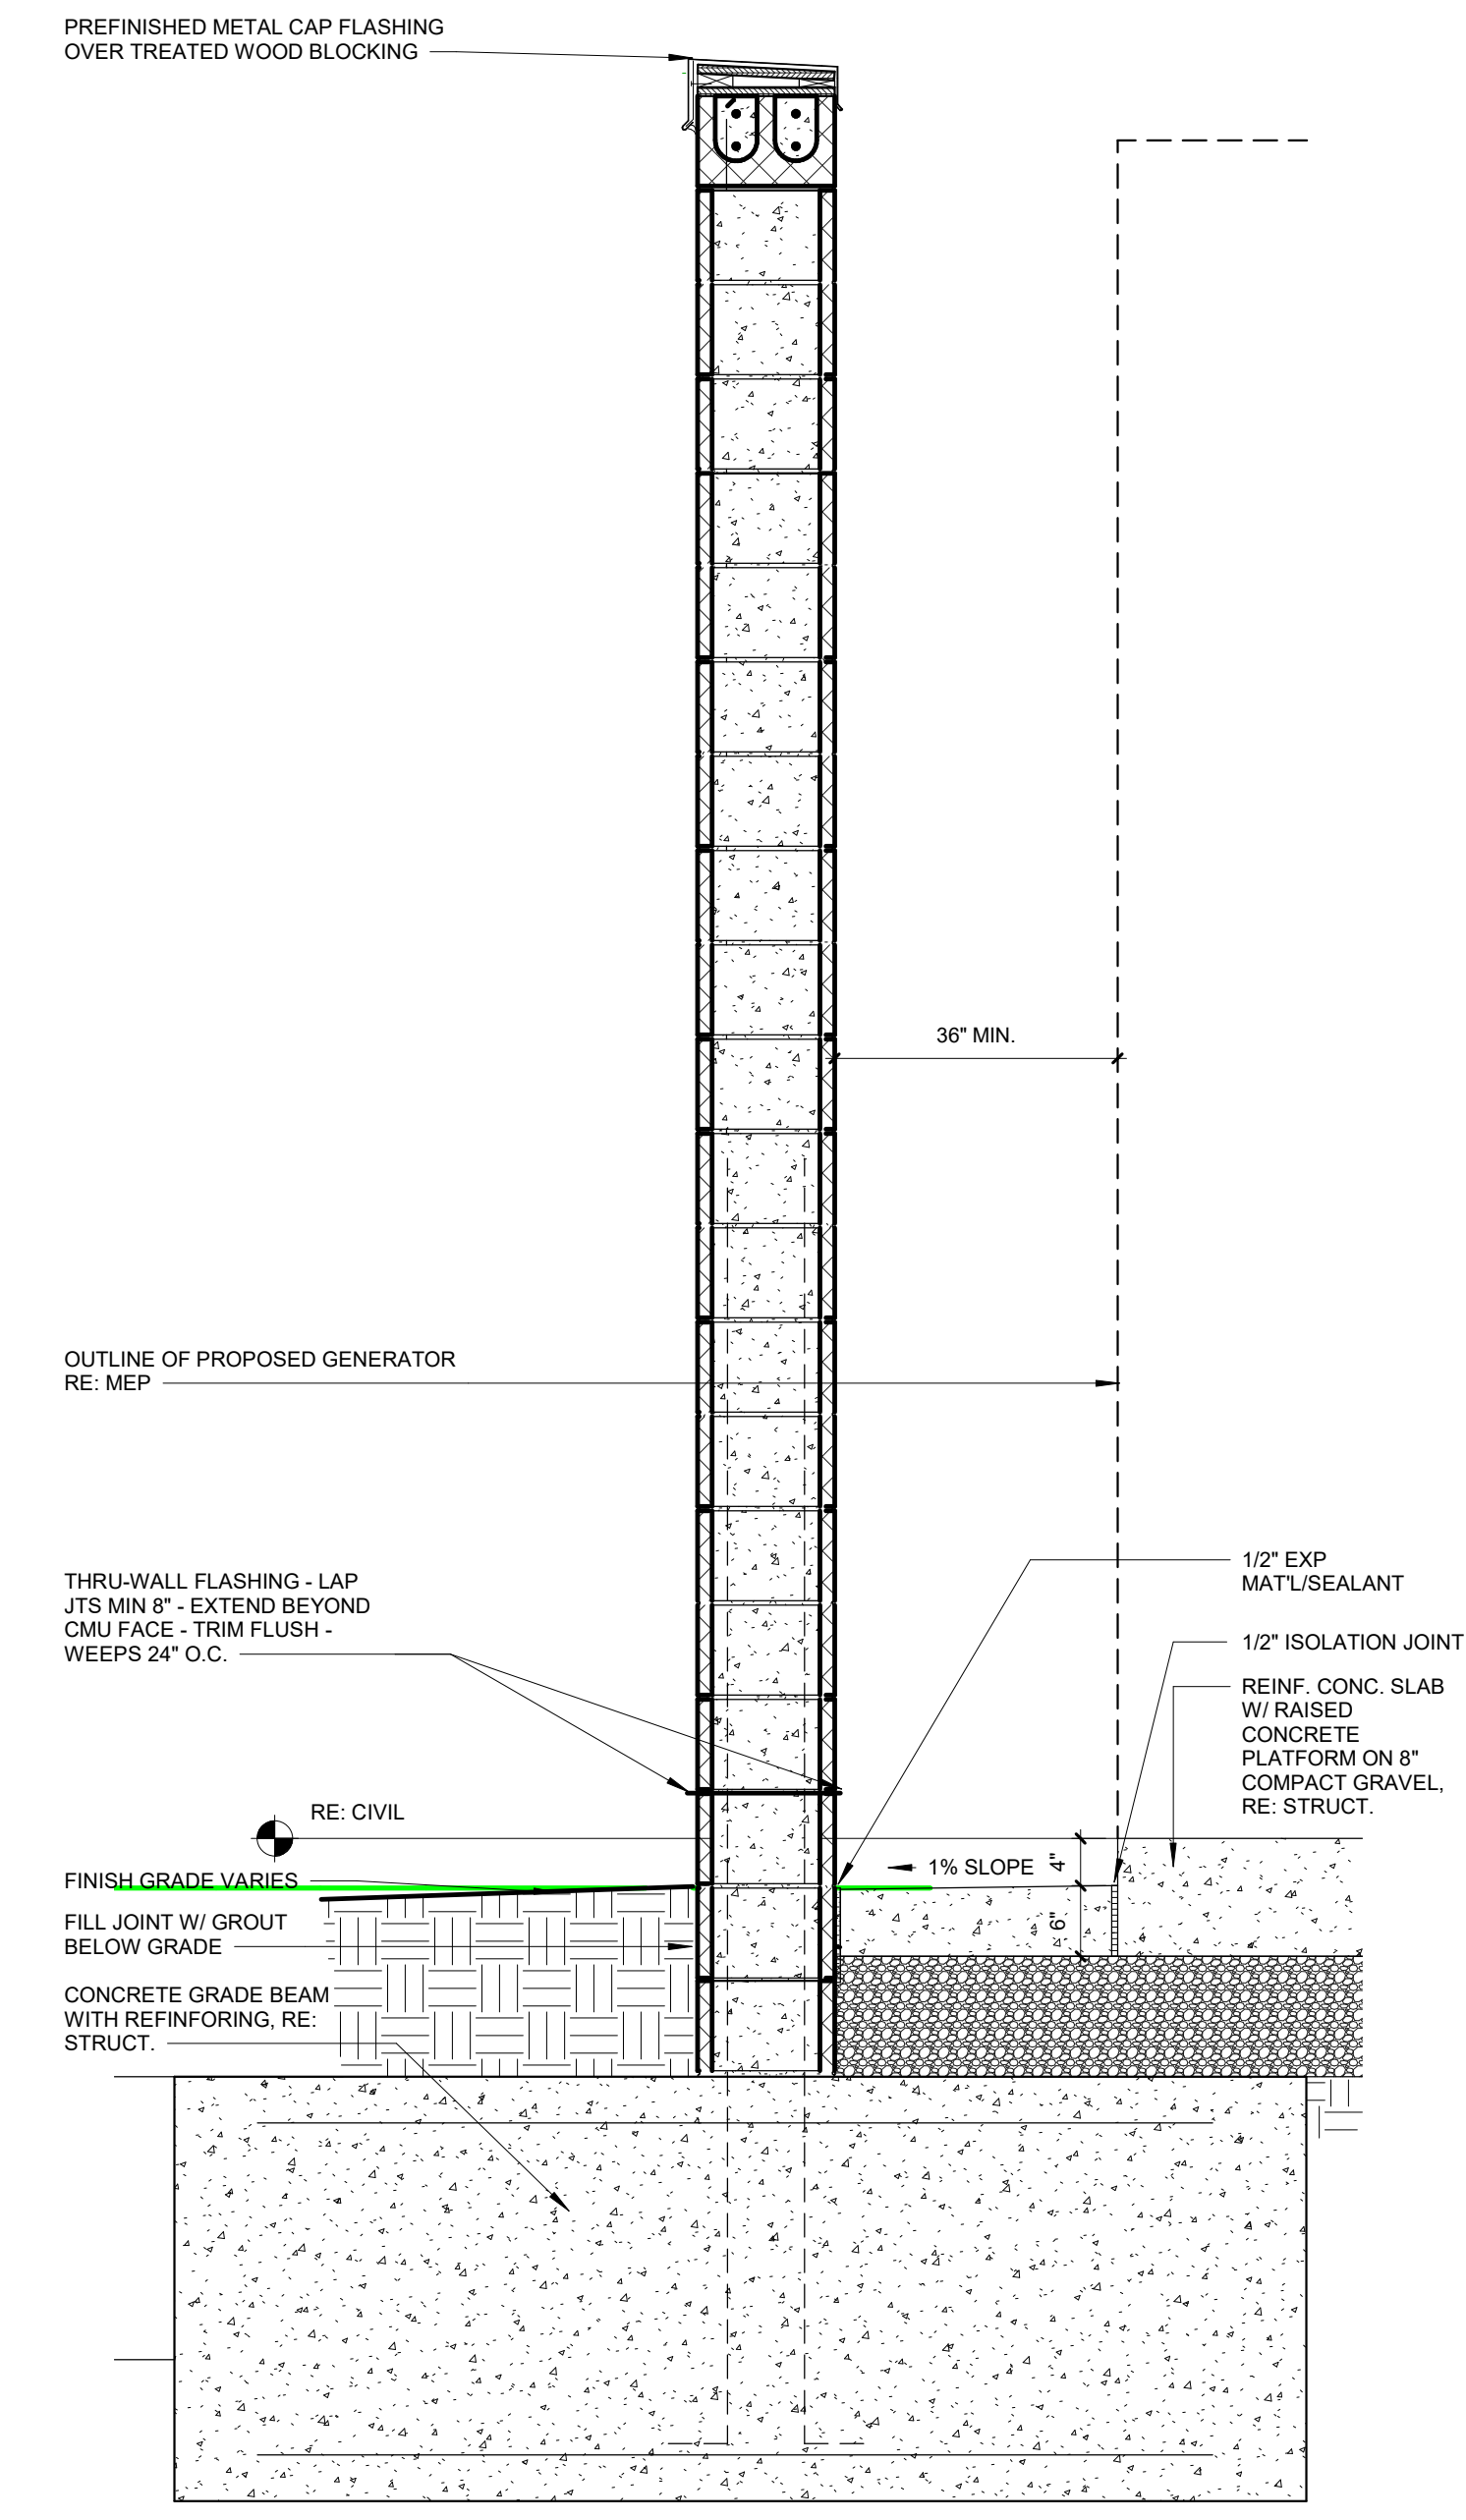 PREFINISHED METAL CAP FLASHING
OVER TREATED WOOD BLOCKING
36" MIN.
OUTLINE OF PROPOSED GENERATOR
RE: MEP
THRU-WALL FLASHING - LAP
JTS MIN 8" - EXTEND BEYOND
CMU FACE - TRIM FLUSH -
WEEPS 24" O.C.
1/2" EXP
MAT'L/SEALANT
1/2" ISOLATION JOINT
REINF. CONC. SLAB
W/ RAISED
CONCRETE
PLATFORM ON 8"
COMPACT GRAVEL,
RE: STRUCT.
RE: CIVIL
1% SLOPE
4"
6"
FINISH GRADE VARIES
FILL JOINT W/ GROUT
BELOW GRADE
CONCRETE GRADE BEAM
WITH REFINFORING, RE:
STRUCT.